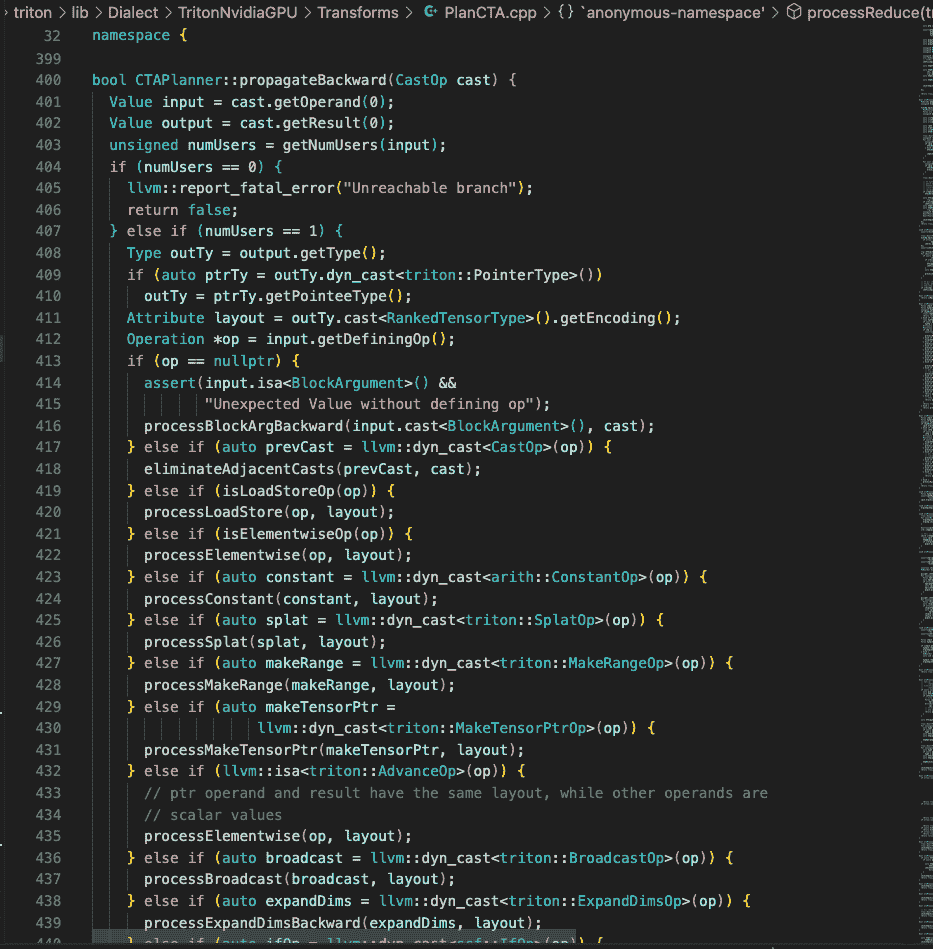 triton > lib > Dialect > TritonNvidiaGPU > Transforms > PlanCTA.cpp > {} `anonymous-namespace' > processReduce(tr
32 namespace {
399
400 bool CTAPlanner::propagateBackward(CastOp cast) {
401 Value input = cast.getOperand(0);
402 Value output = cast.getResult(0);
403 unsigned numUsers = getNumUsers(input);
404 if (numUsers == 0) {
405 llvm::report_fatal_error("Unreachable branch");
406 return false;
407 } else if (numUsers == 1) {
408 Type outTy = output.getType();
409 if (auto ptrTy = outTy.dyn_cast<triton::PointerType>())
410 outTy = ptrTy.getPointeeType();
411 Attribute layout = outTy.cast<RankedTensorType>().getEncoding();
412 Operation *op = input.getDefiningOp();
413 if (op == nullptr) {
414 assert(input.isa<BlockArgument>() &&
415 "Unexpected Value without defining op");
416 processBlockArgBackward(input.cast<BlockArgument>(), cast);
417 } else if (auto prevCast = llvm::dyn_cast<CastOp>(op)) {
418 eliminateAdjacentCasts(prevCast, cast);
419 } else if (isLoadStoreOp(op)) {
420 processLoadStore(op, layout);
421 } else if (isElementwiseOp(op)) {
422 processElementwise(op, layout);
423 } else if (auto constant = llvm::dyn_cast<arith::ConstantOp>(op)) {
424 processConstant(constant, layout);
425 } else if (auto splat = llvm::dyn_cast<triton::SplatOp>(op)) {
426 processSplat(splat, layout);
427 } else if (auto makeRange = llvm::dyn_cast<triton::MakeRangeOp>(op)) {
428 processMakeRange(makeRange, layout);
429 } else if (auto makeTensorPtr =
430 llvm::dyn_cast<triton::MakeTensorPtrOp>(op)) {
431 processMakeTensorPtr(makeTensorPtr, layout);
432 } else if (llvm::isa<triton::AdvanceOp>(op)) {
433 // ptr operand and result have the same layout, while other operands are
434 // scalar values
435 processElementwise(op, layout);
436 } else if (auto broadcast = llvm::dyn_cast<triton::BroadcastOp>(op)) {
437 processBroadcast(broadcast, layout);
438 } else if (auto expandDims = llvm::dyn_cast<triton::ExpandDimsOp>(op)) {
439 processExpandDimsBackward(expandDims, layout);
440 } else if (auto ifOp = llvm::dyn_cast<scf::IfOp>(op)) {